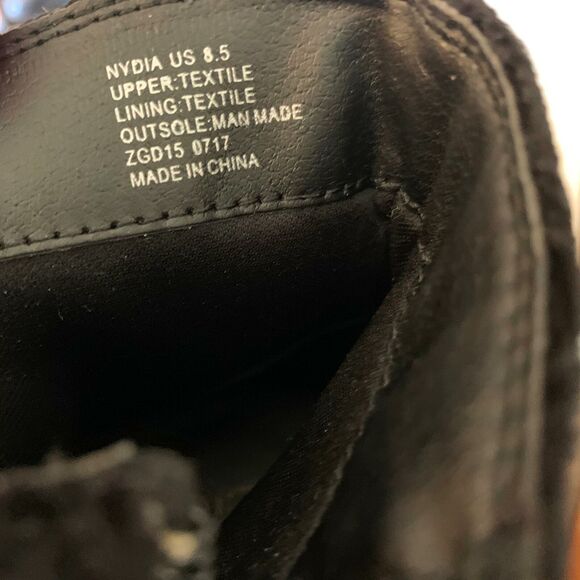 NYDIA US 8.5
UPPER:TEXTILE
LINING:TEXTILE
OUTSOLE:MAN MADE
ZGD15 0717
MADE IN CHINA